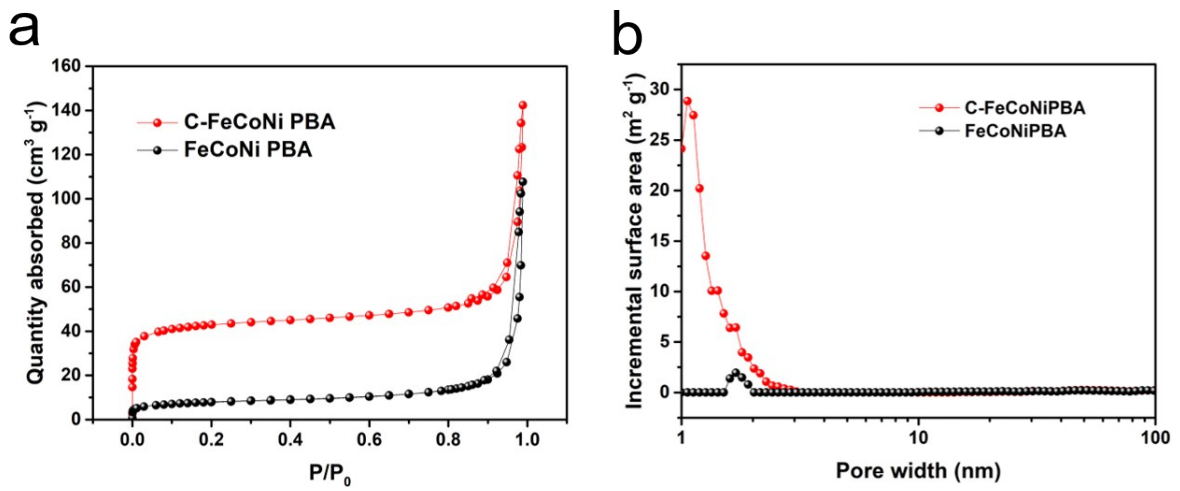 a
160
140
120
100
80
60
40
20
0
Quantity absorbed (cm³ g⁻¹)
C-FeCoNi PBA
FeCoNi PBA
0.0 0.2 0.4 0.6 0.8 1.0
P/P₀
b
30
25
20
15
10
5
0
Incremental surface area (m² g⁻¹)
C-FeCoNiPBA
FeCoNiPBA
1 10 100
Pore width (nm)